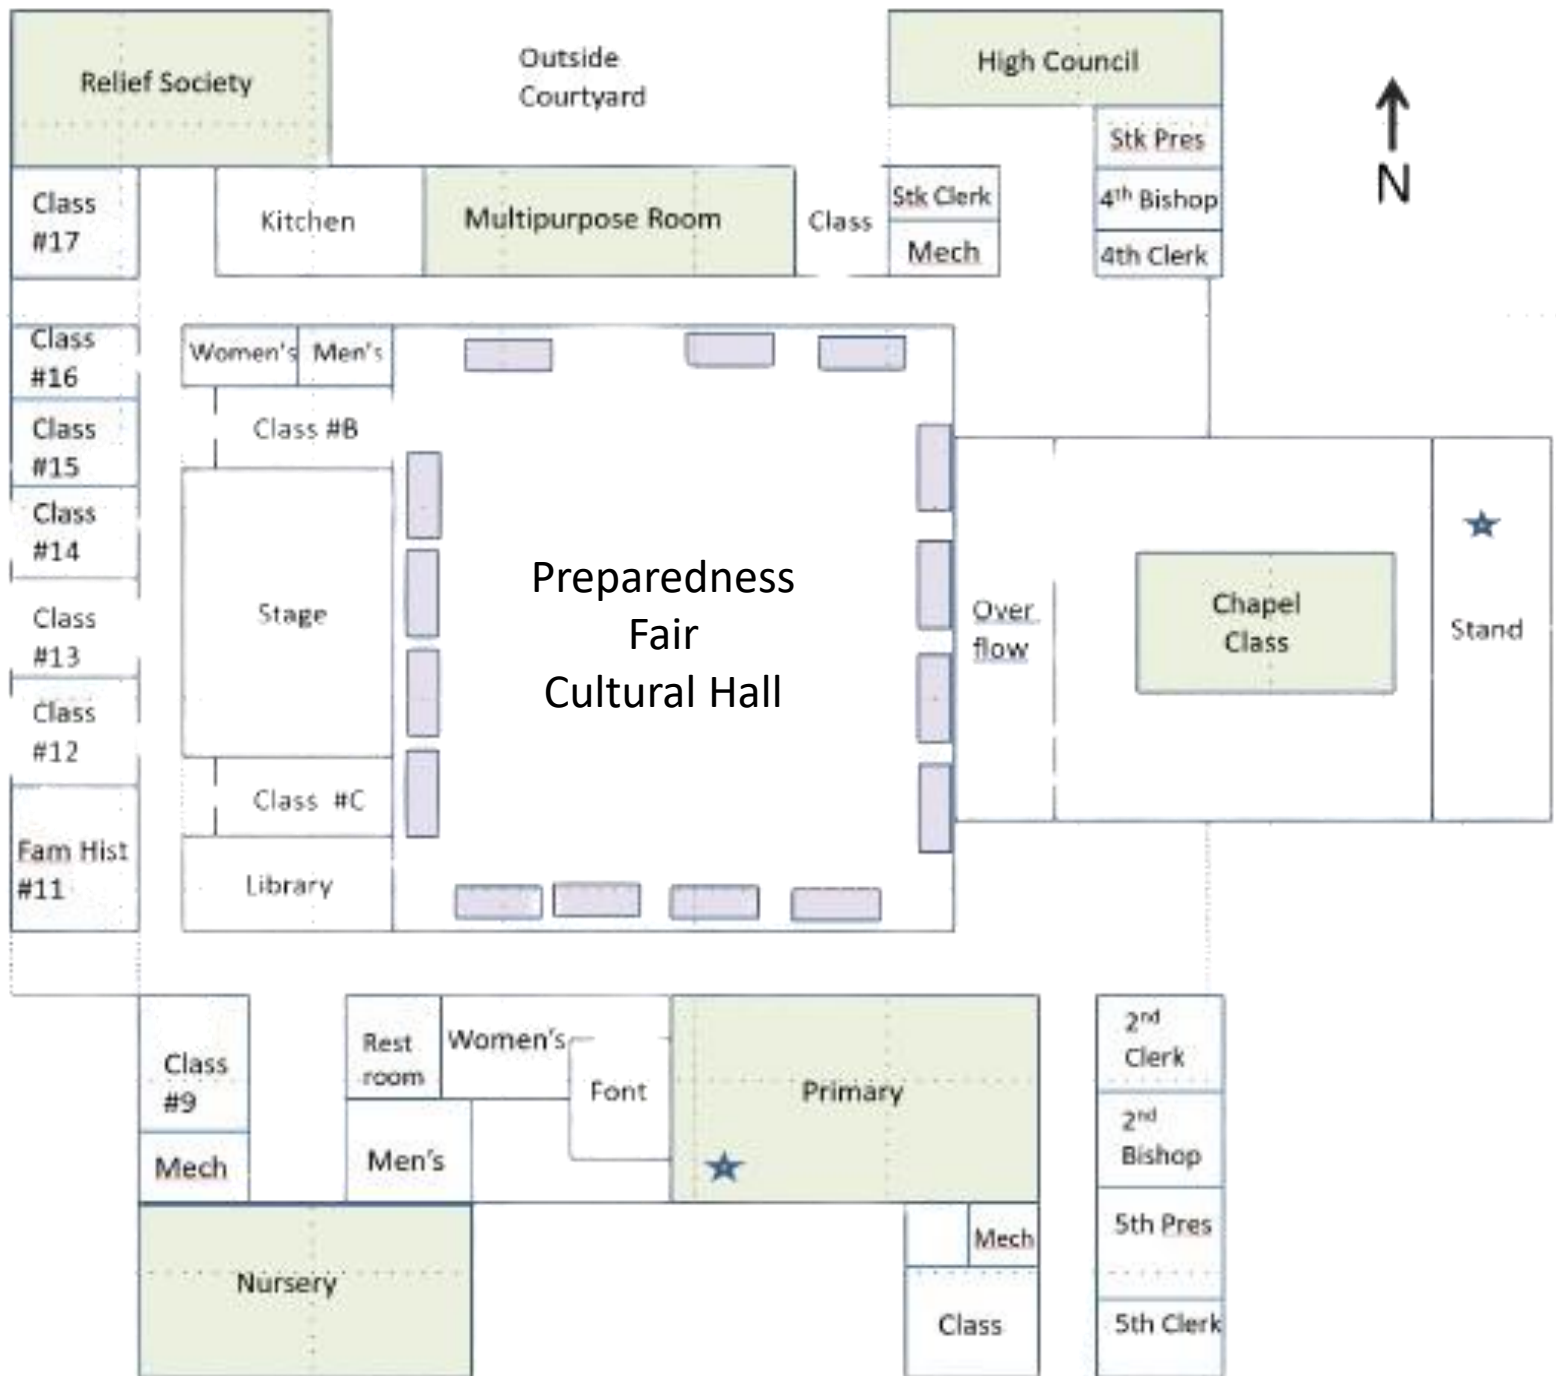 Relief Society
Outside
Courtyard
High Council
Stk Pres
4th Bishop
4th Clerk
N
Class
#17
Kitchen
Multipurpose Room
Class
Stk Clerk
Mech
Class
#16
Women's
Men's
Class #B
Class
#15
Class
#14
Stage
Preparedness
Fair
Cultural Hall
Over
flow
Chapel
Class
Stand
Class
#13
Class
#12
Class #C
Fam Hist
#11
Library
Class
#9
Mech
Rest
room
Women's
Font
Men's
Primary
2nd
Clerk
2nd
Bishop
5th Pres
5th Clerk
Nursery
Mech
Class